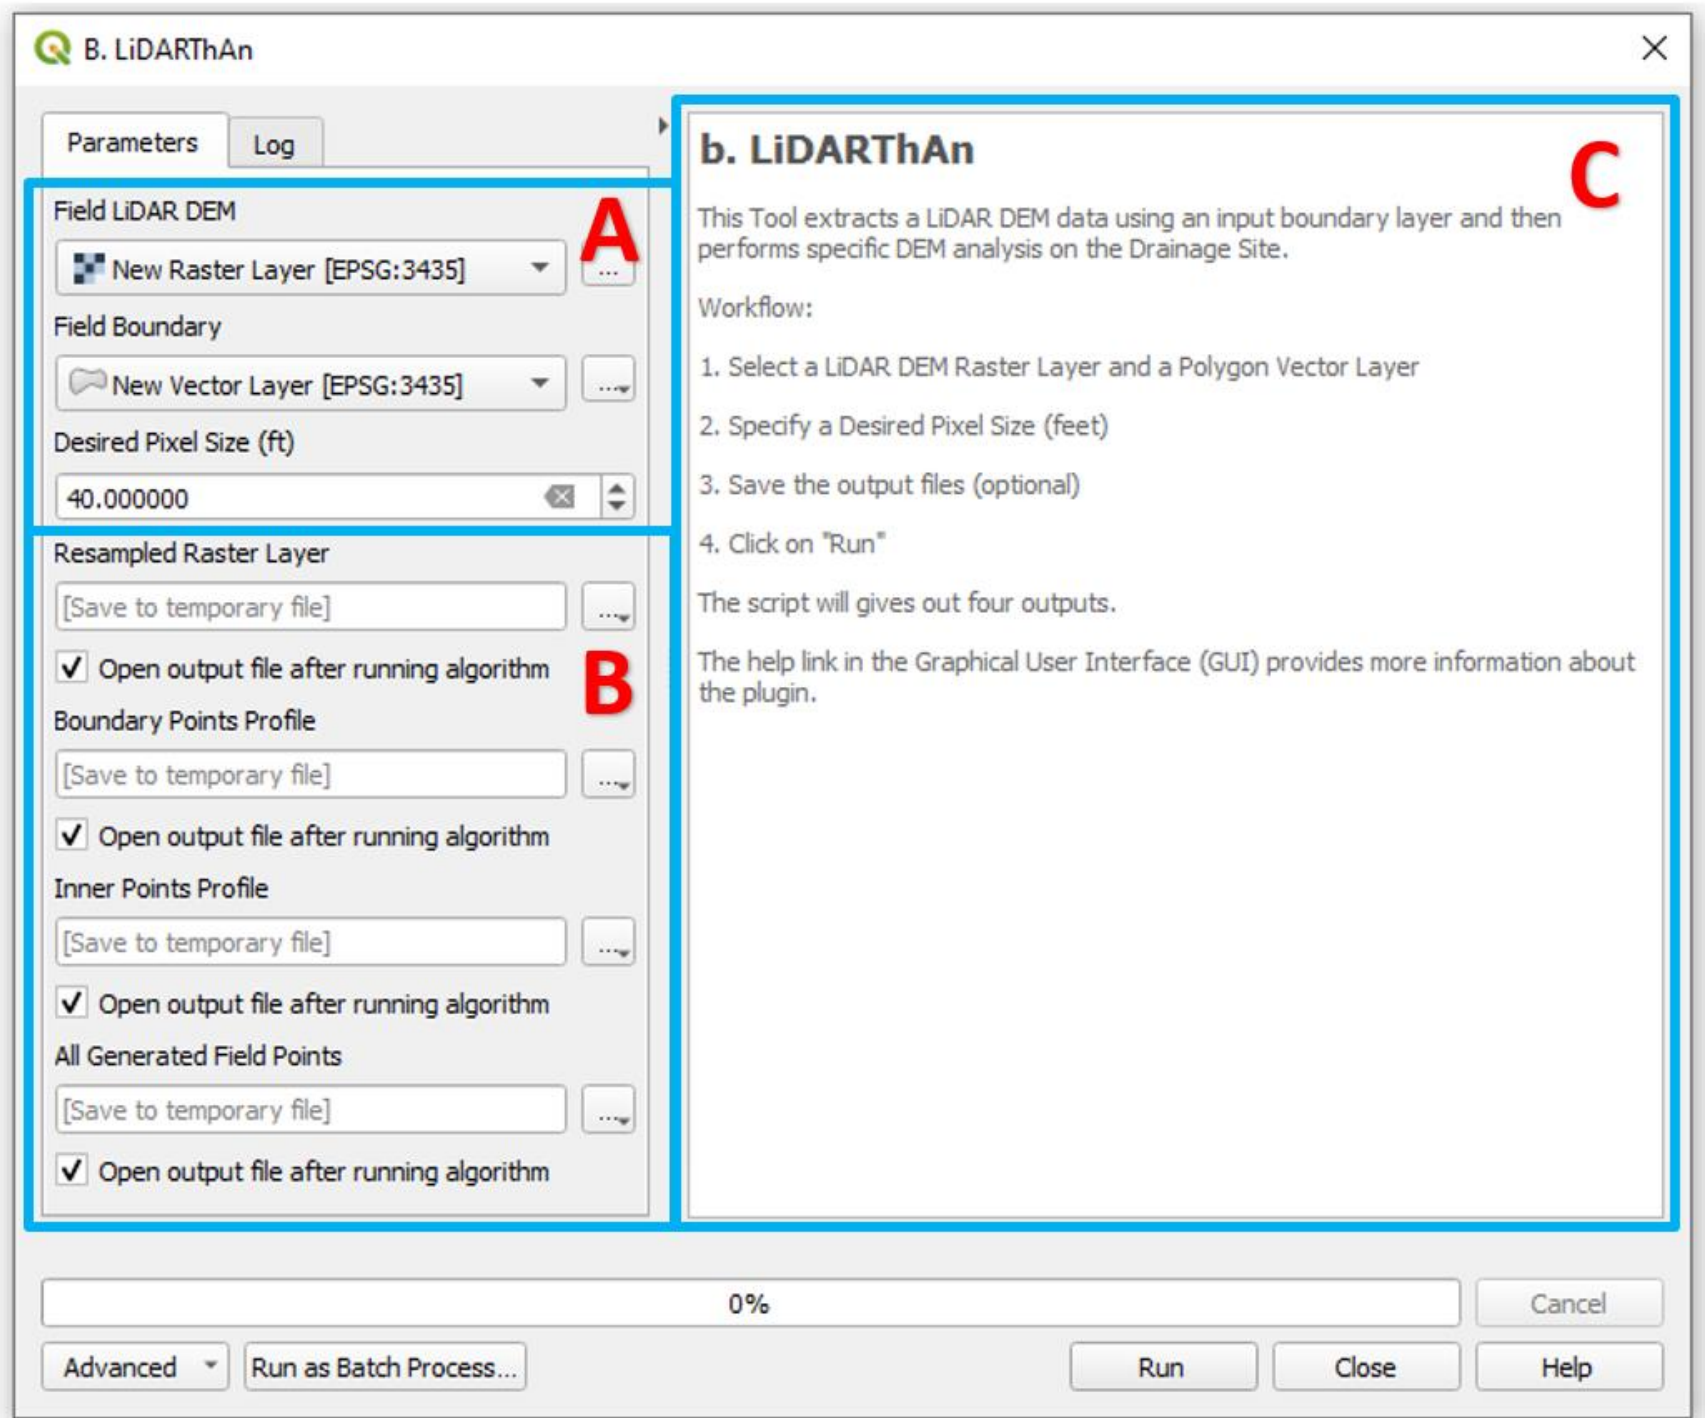 B. LiDARThAn
Parameters
Log
Field LiDAR DEM
A
New Raster Layer [EPSG:3435]
...
Field Boundary
New Vector Layer [EPSG:3435]
...
Desired Pixel Size (ft)
40.000000
Resampled Raster Layer
[Save to temporary file]
...
Open output file after running algorithm
B
Boundary Points Profile
[Save to temporary file]
...
Open output file after running algorithm
Inner Points Profile
[Save to temporary file]
...
Open output file after running algorithm
All Generated Field Points
[Save to temporary file]
...
Open output file after running algorithm
b. LiDARThAn
C
This Tool extracts a LiDAR DEM data using an input boundary layer and then
performs specific DEM analysis on the Drainage Site.
Workflow:
1. Select a LiDAR DEM Raster Layer and a Polygon Vector Layer
2. Specify a Desired Pixel Size (feet)
3. Save the output files (optional)
4. Click on "Run"
The script will gives out four outputs.
The help link in the Graphical User Interface (GUI) provides more information about
the plugin.
0%
Cancel
Advanced
Run as Batch Process...
Run
Close
Help